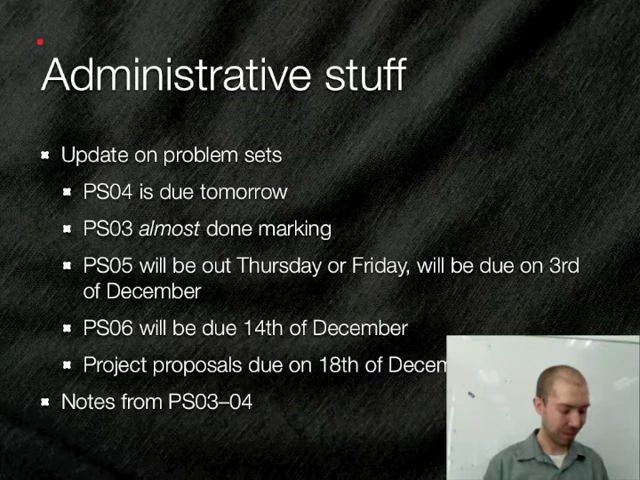 Administrative stuff
Update on problem sets
PS04 is due tomorrow
PS03 almost done marking
PS05 will be out Thursday or Friday, will be due on 3rd
of December
PS06 will be due 14th of December
Project proposals due on 18th of
Notes from PS03–04